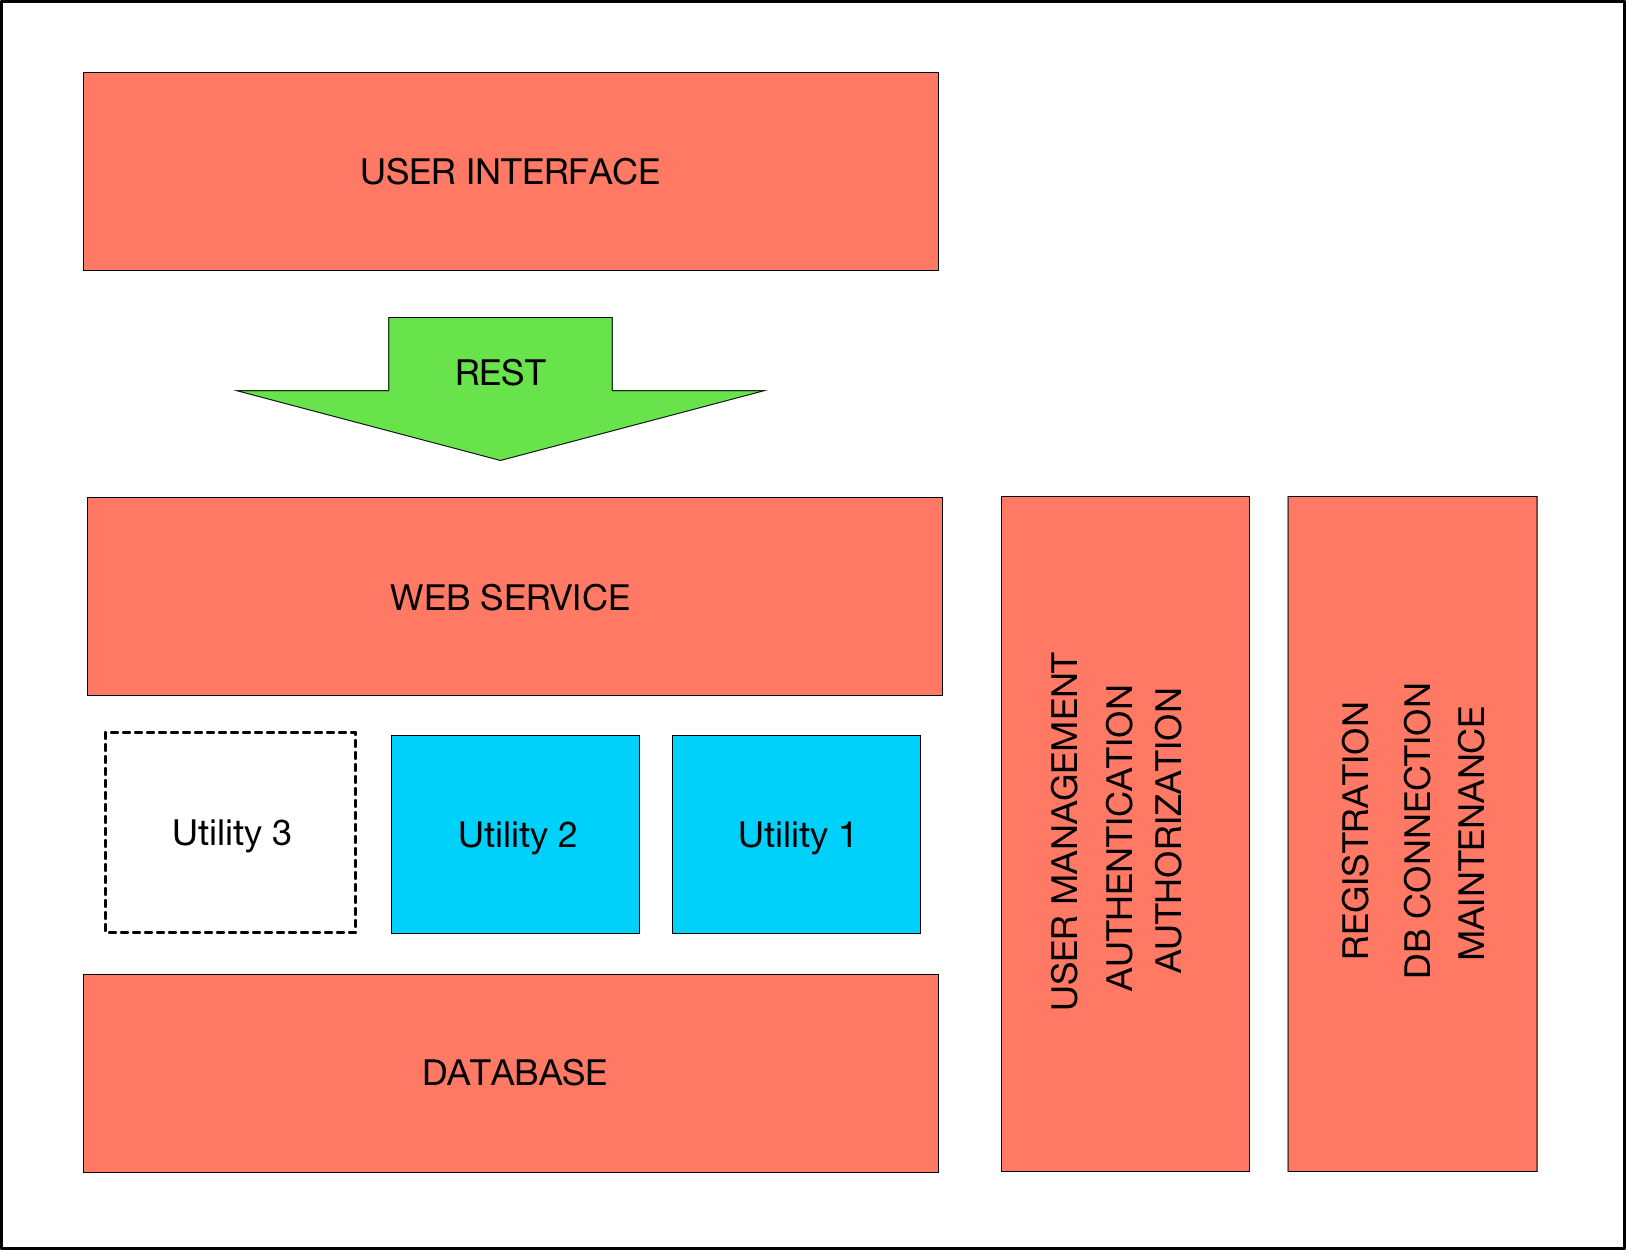 USER INTERFACE
REST
WEB SERVICE
Utility 3
Utility 2
Utility 1
DATABASE
USER MANAGEMENT
AUTHENTICATION
AUTHORIZATION
REGISTRATION
DB CONNECTION
MAINTENANCE